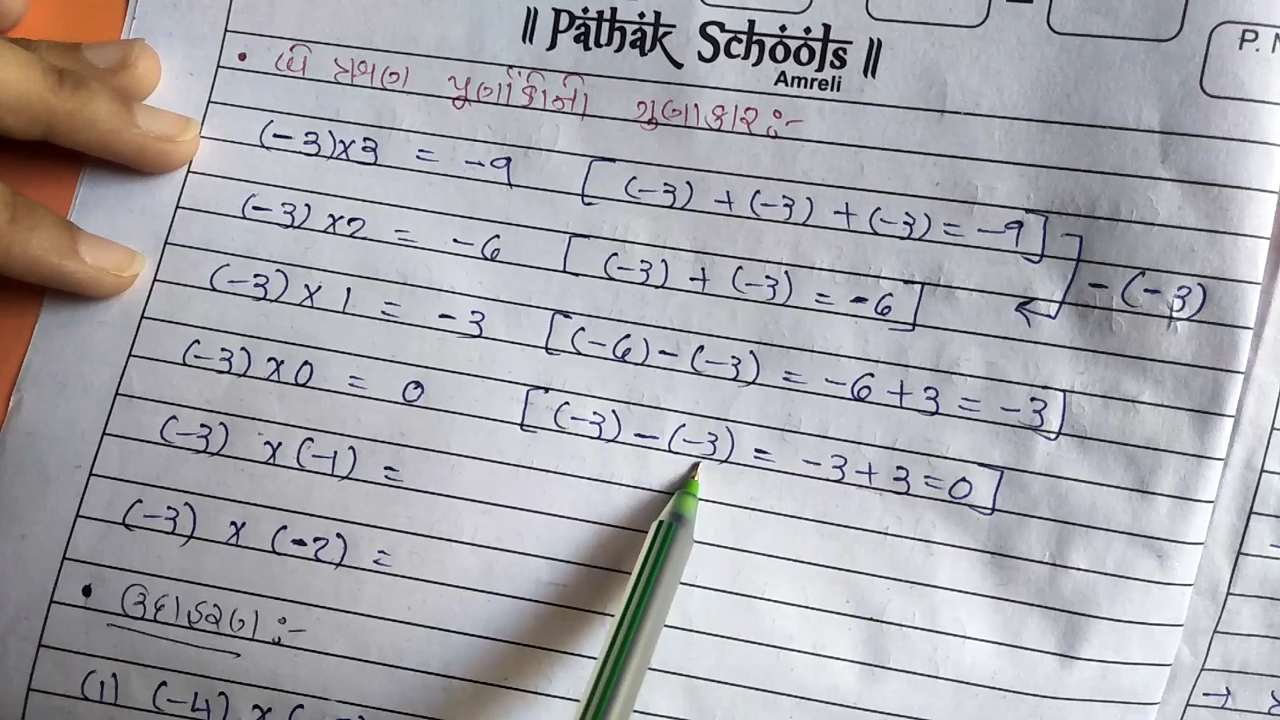 || Pathak Schools ||
Amreli
P. N
• બે ઋણ પૂર્ણાંકોનો ગુણાકાર:-
(-3)×3 = -9 [(-3) + (-3) + (-3) = -9]
(-3)×2 = -6 [(-3) + (-3) = -6] -(-3)
(-3)×1 = -3 [(-6)-(-3) = -6+3 = -3]
(-3)×0 = 0 [(-3)-(-3) = -3+3=0]
(-3) ×(-1) =
(-3) × (-2) =
• ઉદાહરણ:-
(1) (-4) × (